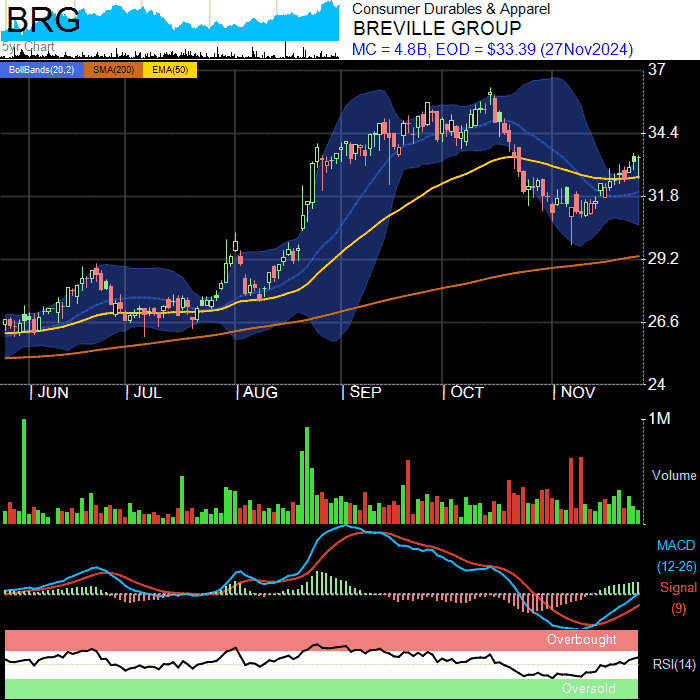 BRG
5yr Chart
Consumer Durables & Apparel
BREVILLE GROUP
MC = 4.8B, EOD = $33.39 (27Nov2024)
BollBands(20,2) SMA(200) EMA(50)
37
34.4
31.8
29.2
26.6
24
JUN JUL AUG SEP OCT NOV
1M
Volume
MACD
(12-26)
Signal
(9)
Overbought
RSI(14)
Oversold